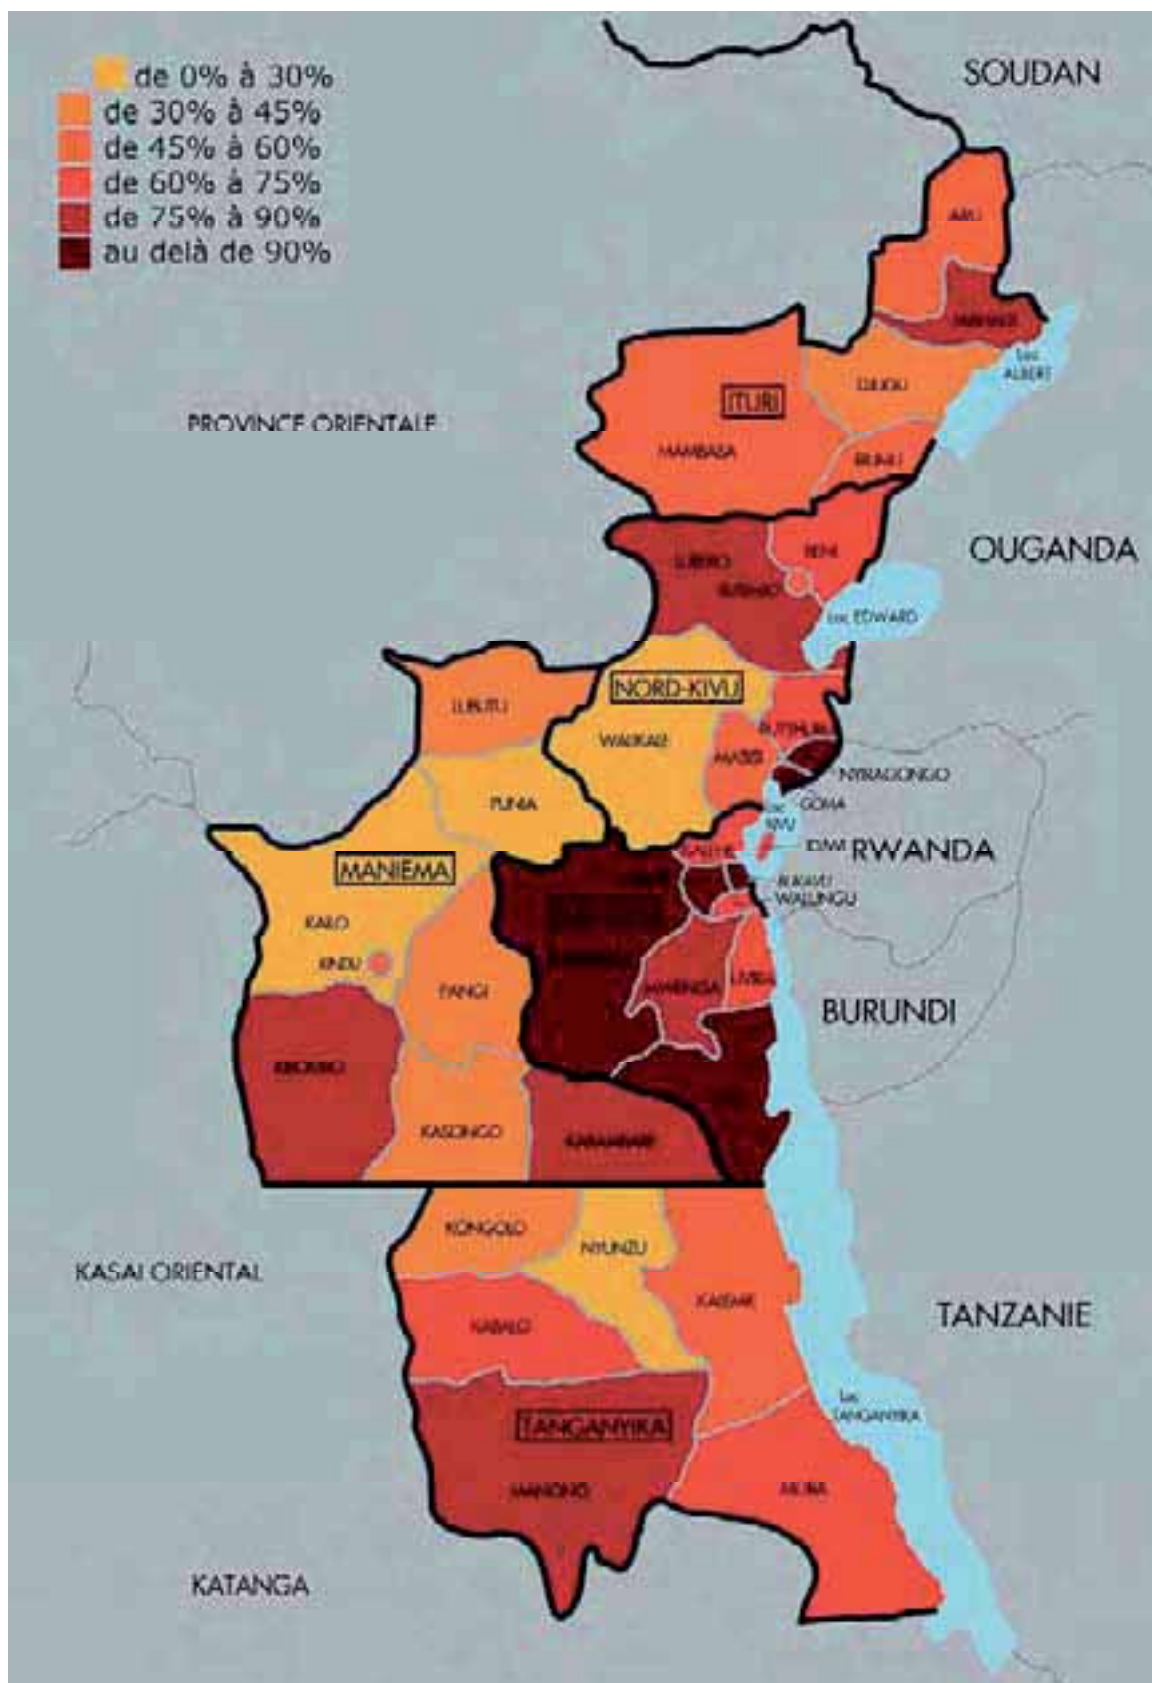 de 0% à 30%
de 30% à 45%
de 45% à 60%
de 60% à 75%
de 75% à 90%
au delà de 90%
SOUDAN
ARU
MAHAGI
Lac
ALBERT
DJUGU
ITURI
PROVINCE ORIENTALE
MAMBASA
IRUMU
OUGANDA
BENI
LUBERO
BUTEMBO
Lac EDWARD
NORD-KIVU
LUBUTU
WALIKALE
RUTSHURU
MASISI
NYIRAGONGO
PUNIA
GOMA
Lac
KIVU
IDJWI
RWANDA
KALEHE
MANIEMA
BUKAVU
WALUNGU
KAILO
KINDU
PANGI
MWENGA
UVIRA
BURUNDI
KIBOMBO
KASONGO
KABAMBARE
KONGOLO
NYUNZU
KASAI ORIENTAL
KALEMIE
TANZANIE
KABALO
Lac
TANGANYIKA
TANGANYIKA
MANONO
MOBA
KATANGA